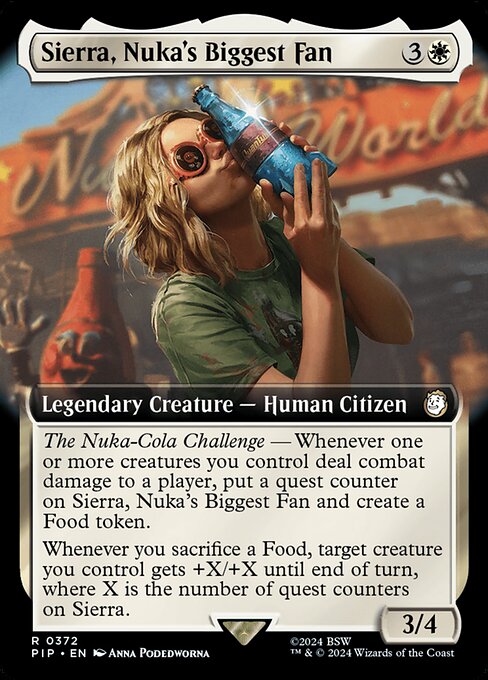 Sierra, Nuka's Biggest Fan 3
Nu World
Legendary Creature — Human Citizen
The Nuka-Cola Challenge — Whenever one
or more creatures you control deal combat
damage to a player, put a quest counter
on Sierra, Nuka's Biggest Fan and create a
Food token.
Whenever you sacrifice a Food, target creature
you control gets +X/+X until end of turn,
where X is the number of quest counters
on Sierra.
3/4
R 0372
PIP • EN Anna Podedworna
©2024 BSW
™ & © 2024 Wizards of the Coast